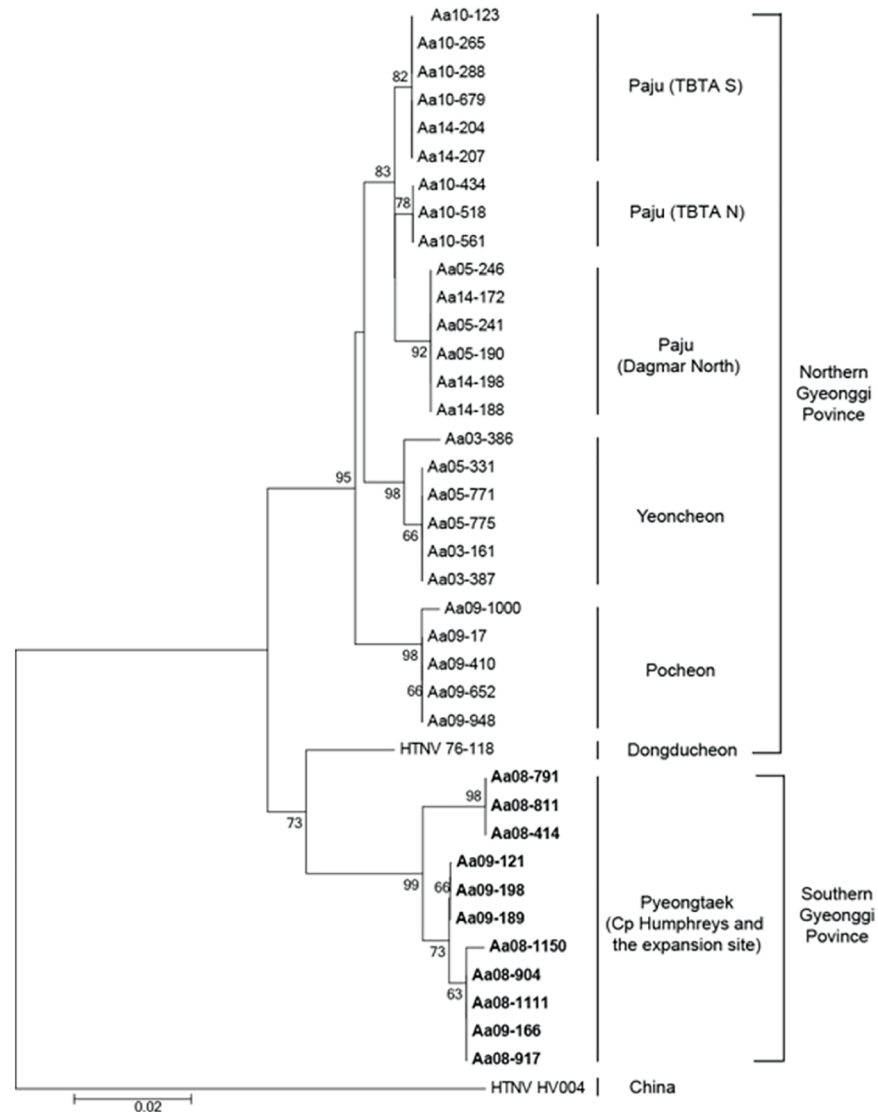 Aa10-123
Aa10-265
Aa10-288
82
Paju (TBTA S)
Aa10-679
Aa14-204
Aa14-207
83
Aa10-434
78
Aa10-518
Paju (TBTA N)
Aa10-561
Aa05-246
Aa14-172
Aa05-241
Aa05-190
92
Aa14-198
Aa14-188
Paju
(Dagmar North)
Northern
Gyeonggi
Povince
Aa03-386
95
Aa05-331
98
Aa05-771
Aa05-775
66
Aa03-161
Aa03-387
Yeoncheon
Aa09-1000
Aa09-17
98
Aa09-410
66
Aa09-652
Aa09-948
Pocheon
HTNV 76-118
Dongducheon
73
Aa08-791
98
Aa08-811
Aa08-414
99
Aa09-121
66
Aa09-198
Aa09-189
73
Aa08-1150
Aa08-904
63
Aa08-1111
Aa09-166
Aa08-917
Pyeongtaek
(Cp Humphreys and
the expansion site)
Southern
Gyeonggi
Povince
HTNV HV004
China
0.02